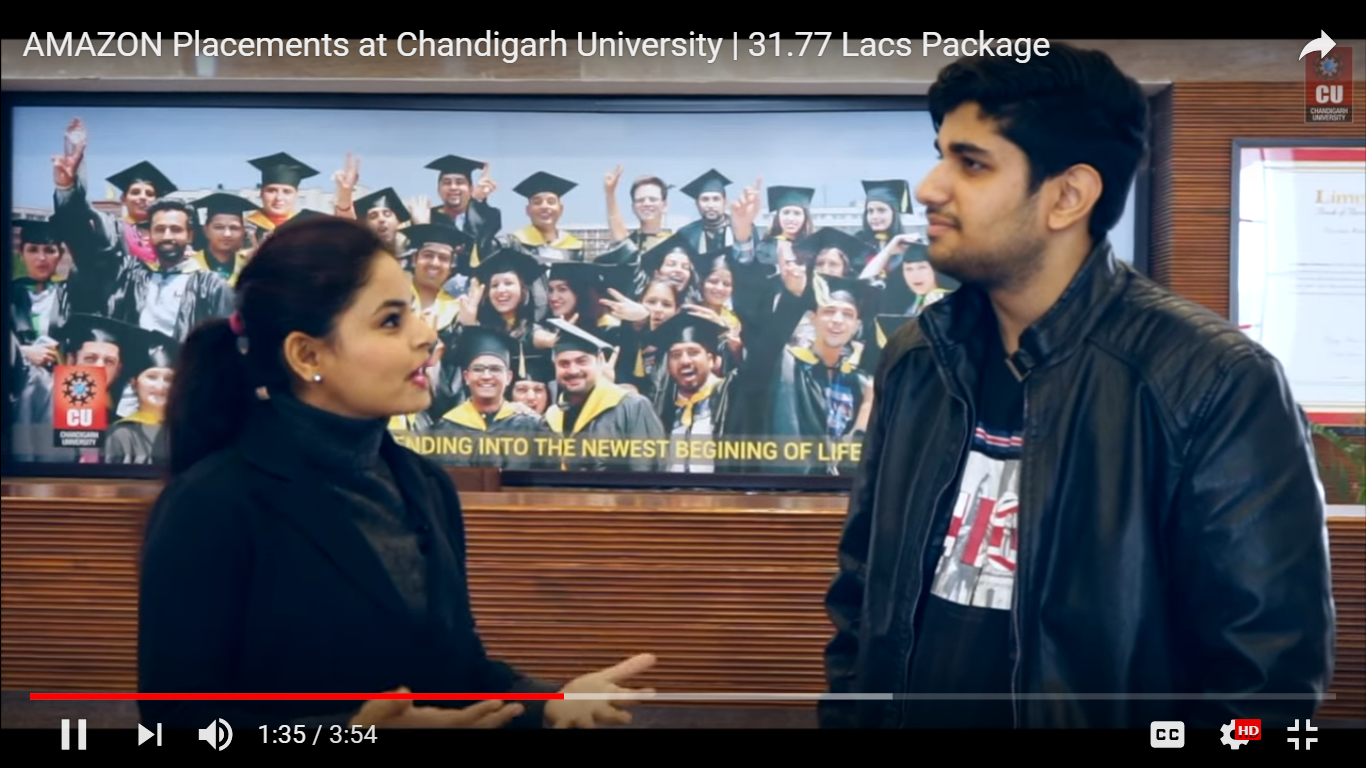 AMAZON Placements at Chandigarh University | 31.77 Lacs Package
CU
CHANDIGARH
UNIVERSITY
CU
CHANDIGARH
UNIVERSITY
ENDING INTO THE NEWEST BEGINING OF LIFE
1:35 / 3:54
CC
HD